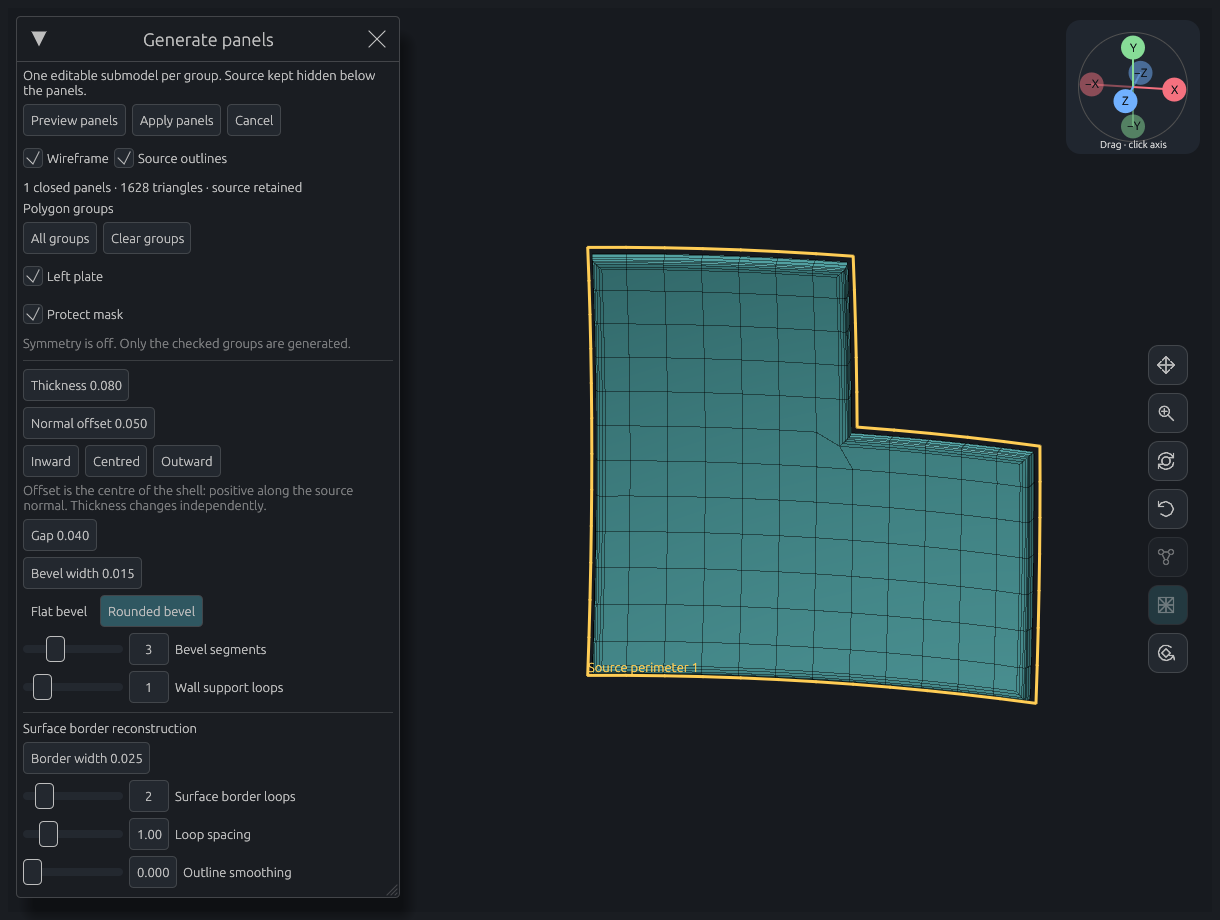 Generate panels
One editable submodel per group. Source kept hidden below
the panels.
Preview panels Apply panels Cancel
Wireframe Source outlines
1 closed panels · 1628 triangles · source retained
Polygon groups
All groups Clear groups
Left plate
Protect mask
Symmetry is off. Only the checked groups are generated.
Thickness 0.080
Normal offset 0.050
Inward Centred Outward
Offset is the centre of the shell: positive along the source
normal. Thickness changes independently.
Gap 0.040
Bevel width 0.015
Flat bevel Rounded bevel
3 Bevel segments
1 Wall support loops
Surface border reconstruction
Border width 0.025
2 Surface border loops
1.00 Loop spacing
0.000 Outline smoothing
Source perimeter 1
Y
-Z
-X
X
Z
-Y
Drag · click axis